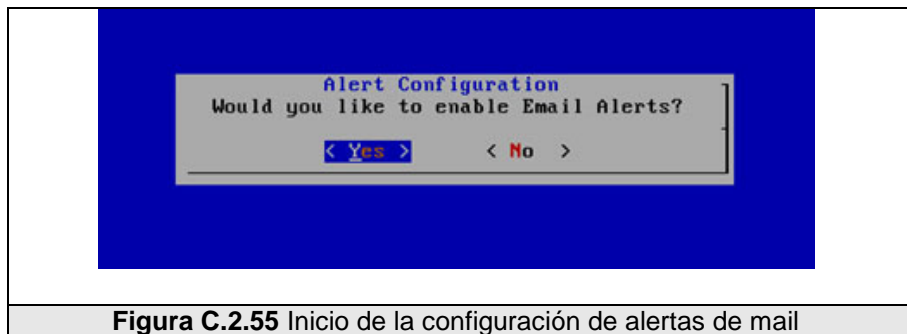 Alert Configuration
Would you like to enable Email Alerts?
< Yes > < No >
Figura C.2.55 Inicio de la configuración de alertas de mail